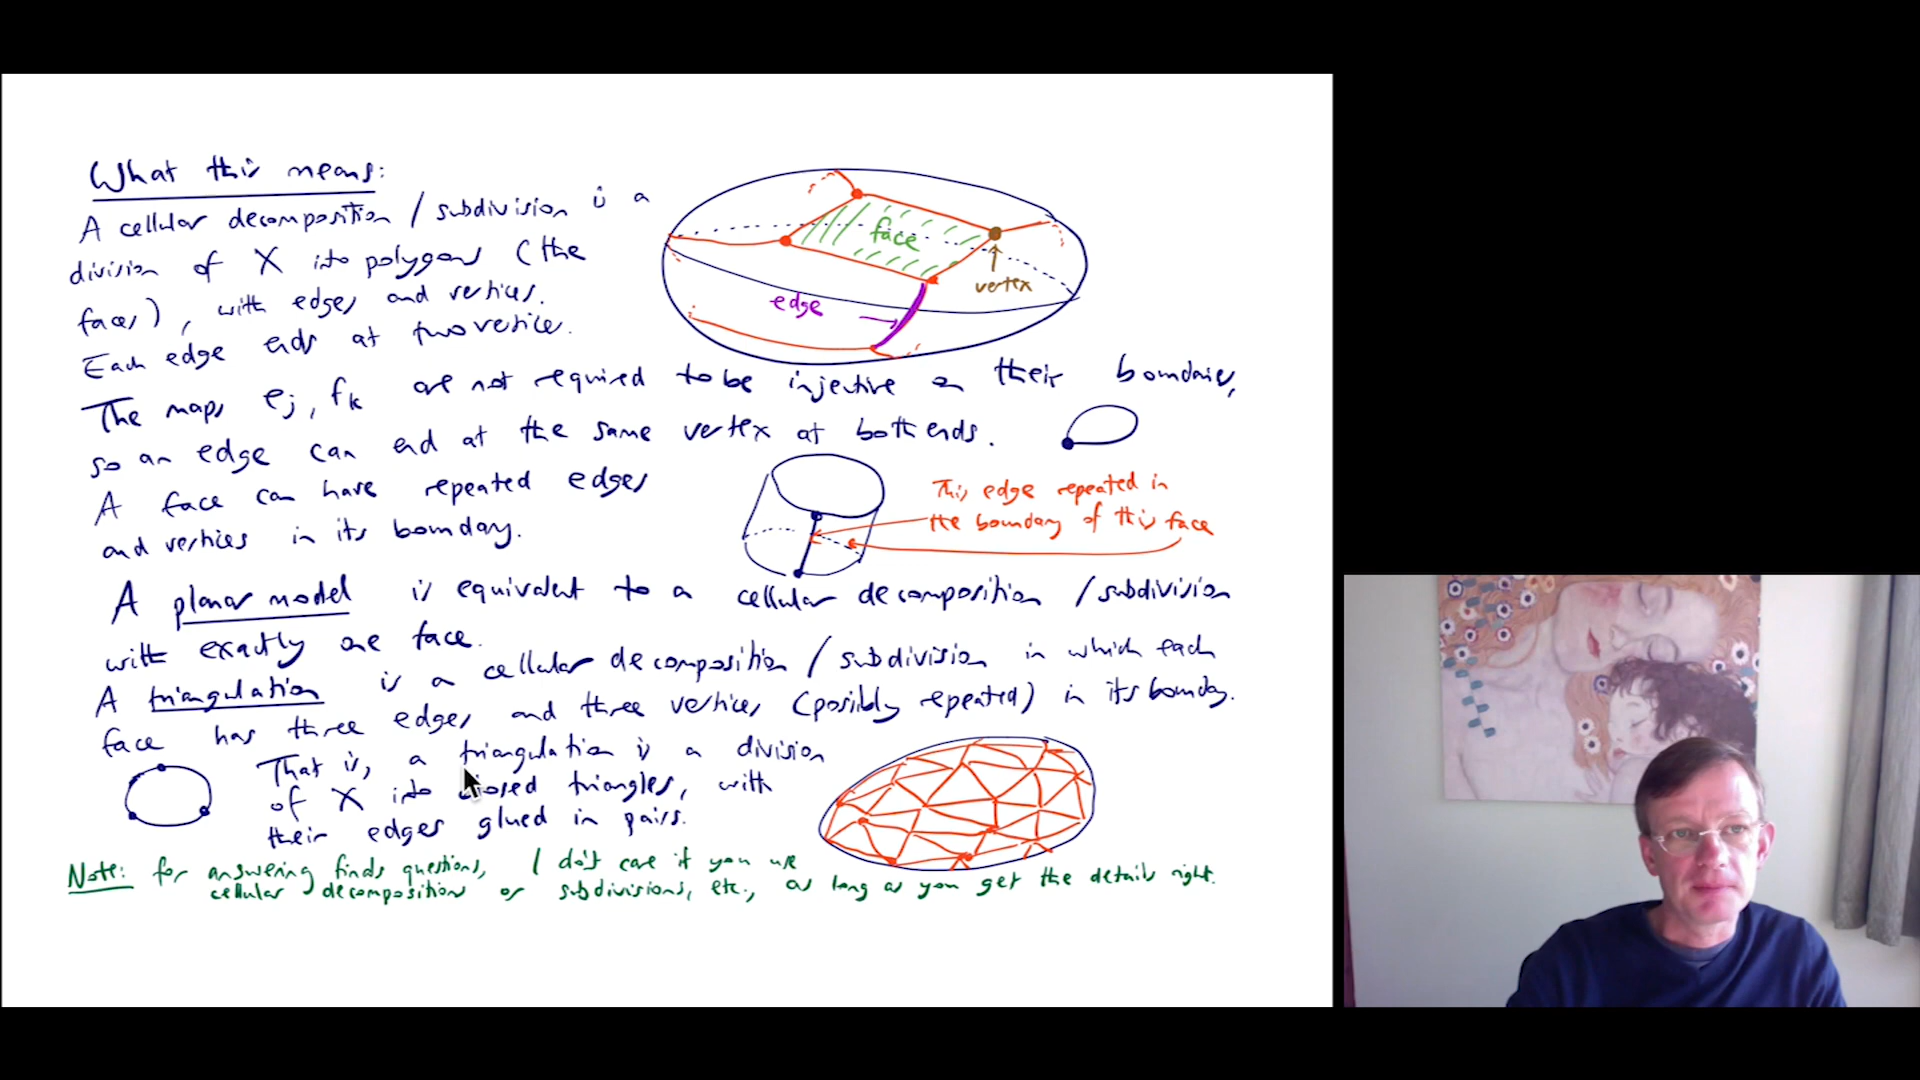 What this means:
A cellular decomposition / subdivision is a
division of X into polygons (the
faces), with edges and vertices.
Each edge ends at two vertices.
face
vertex
edge
The maps ej, fk are not required to be injective on their boundaries,
so an edge can end at the same vertex at both ends.
A face can have repeated edges
and vertices in its boundary.
This edge repeated in
the boundary of this face
A planar model is equivalent to a cellular decomposition / subdivision
with exactly one face.
A triangulation is a cellular decomposition / subdivision in which each
face has three edges and three vertices (possibly repeated) in its boundary.
That is, a triangulation is a division
of X into closed triangles, with
their edges glued in pairs.
Note: for answering finals questions, I don't care if you use
cellular decomposition or subdivisions, etc., as long as you get the details right.